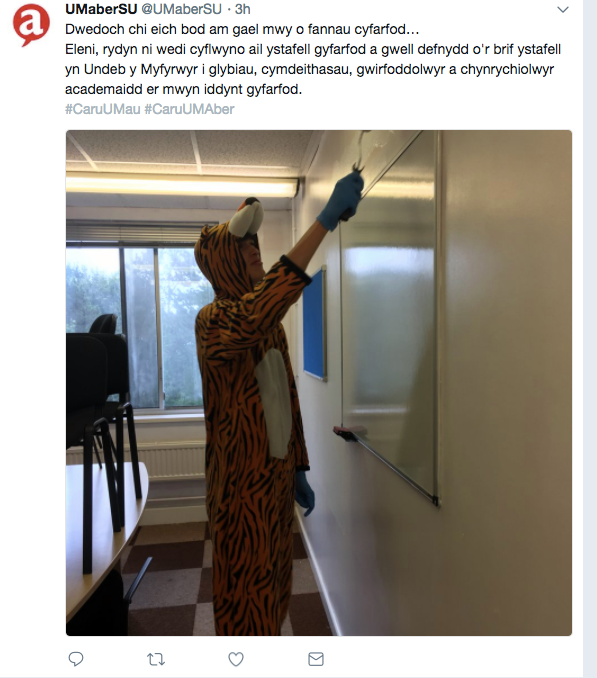 UMaberSU @UMaberSU · 3h
Dwedoch chi eich bod am gael mwy o fannau cyfarfod...
Eleni, rydyn ni wedi cyflwyno ail ystafell gyfarfod a gwell defnydd o'r brif ystafell
yn Undeb y Myfyrwyr i glybiau, cymdeithasau, gwirfoddolwyr a chynrychiolwyr
academaidd er mwyn iddynt gyfarfod.
#CaruUMau #CaruUMAber